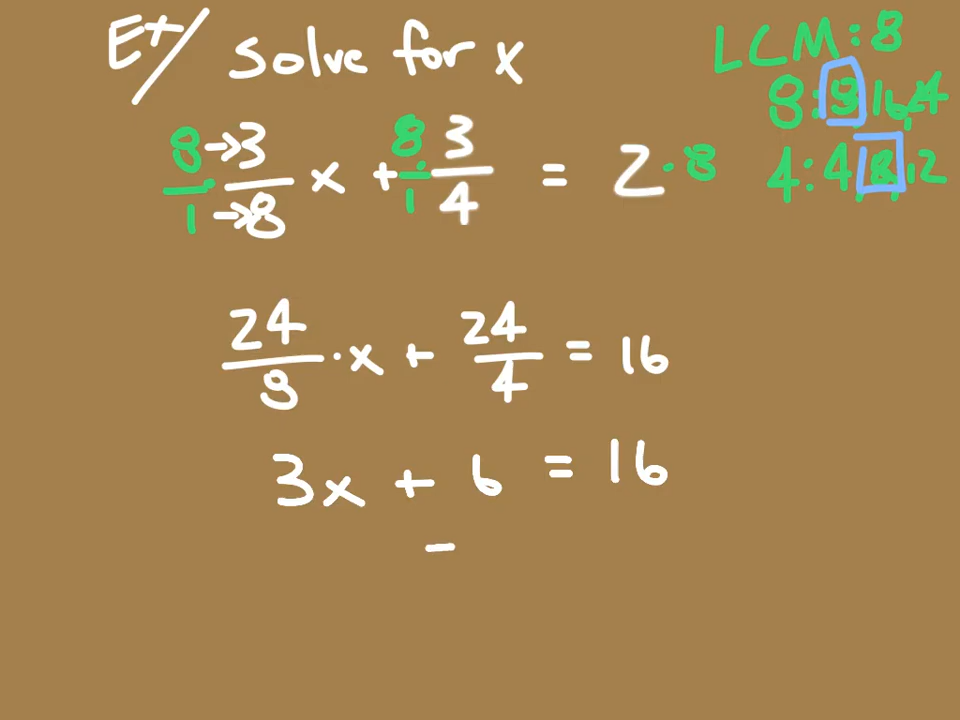 Ex/ Solve for x
LCM: 8
8: 8, 16, 24
4: 4, 8, 12
8/1 · → 3/→ 8 x + 8/1 · 3/4 = 2 · 8
24/8 · x + 24/4 = 16
3x + 6 = 16
−